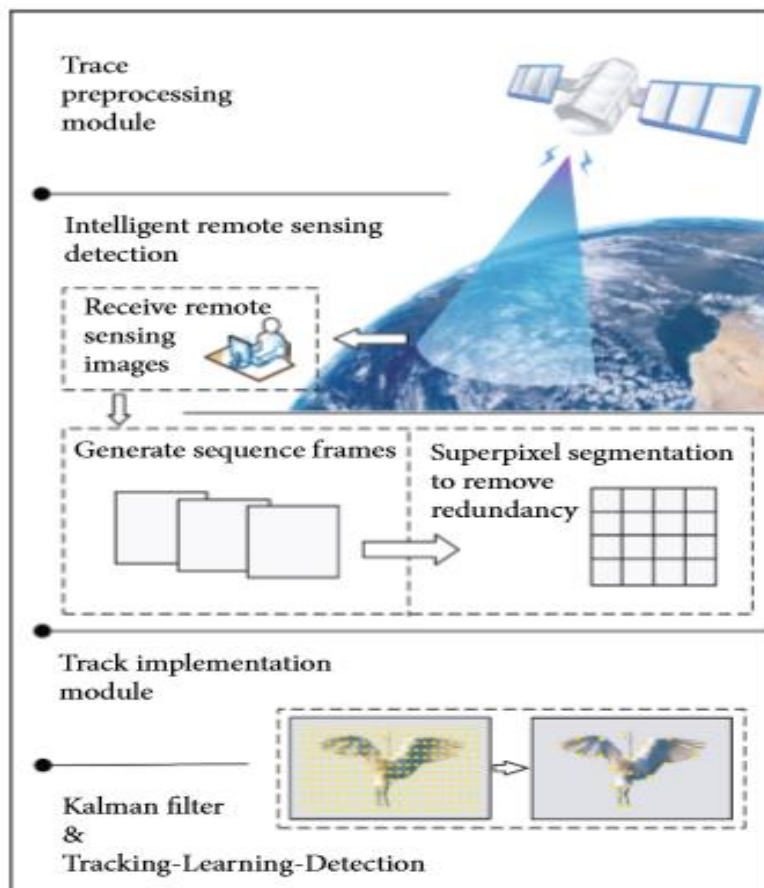 Trace
preprocessing
module
Intelligent remote sensing
detection
Receive remote
sensing
images
Generate sequence frames
Superpixel segmentation
to remove
redundancy
Track implementation
module
Kalman filter
&
Tracking-Learning-Detection